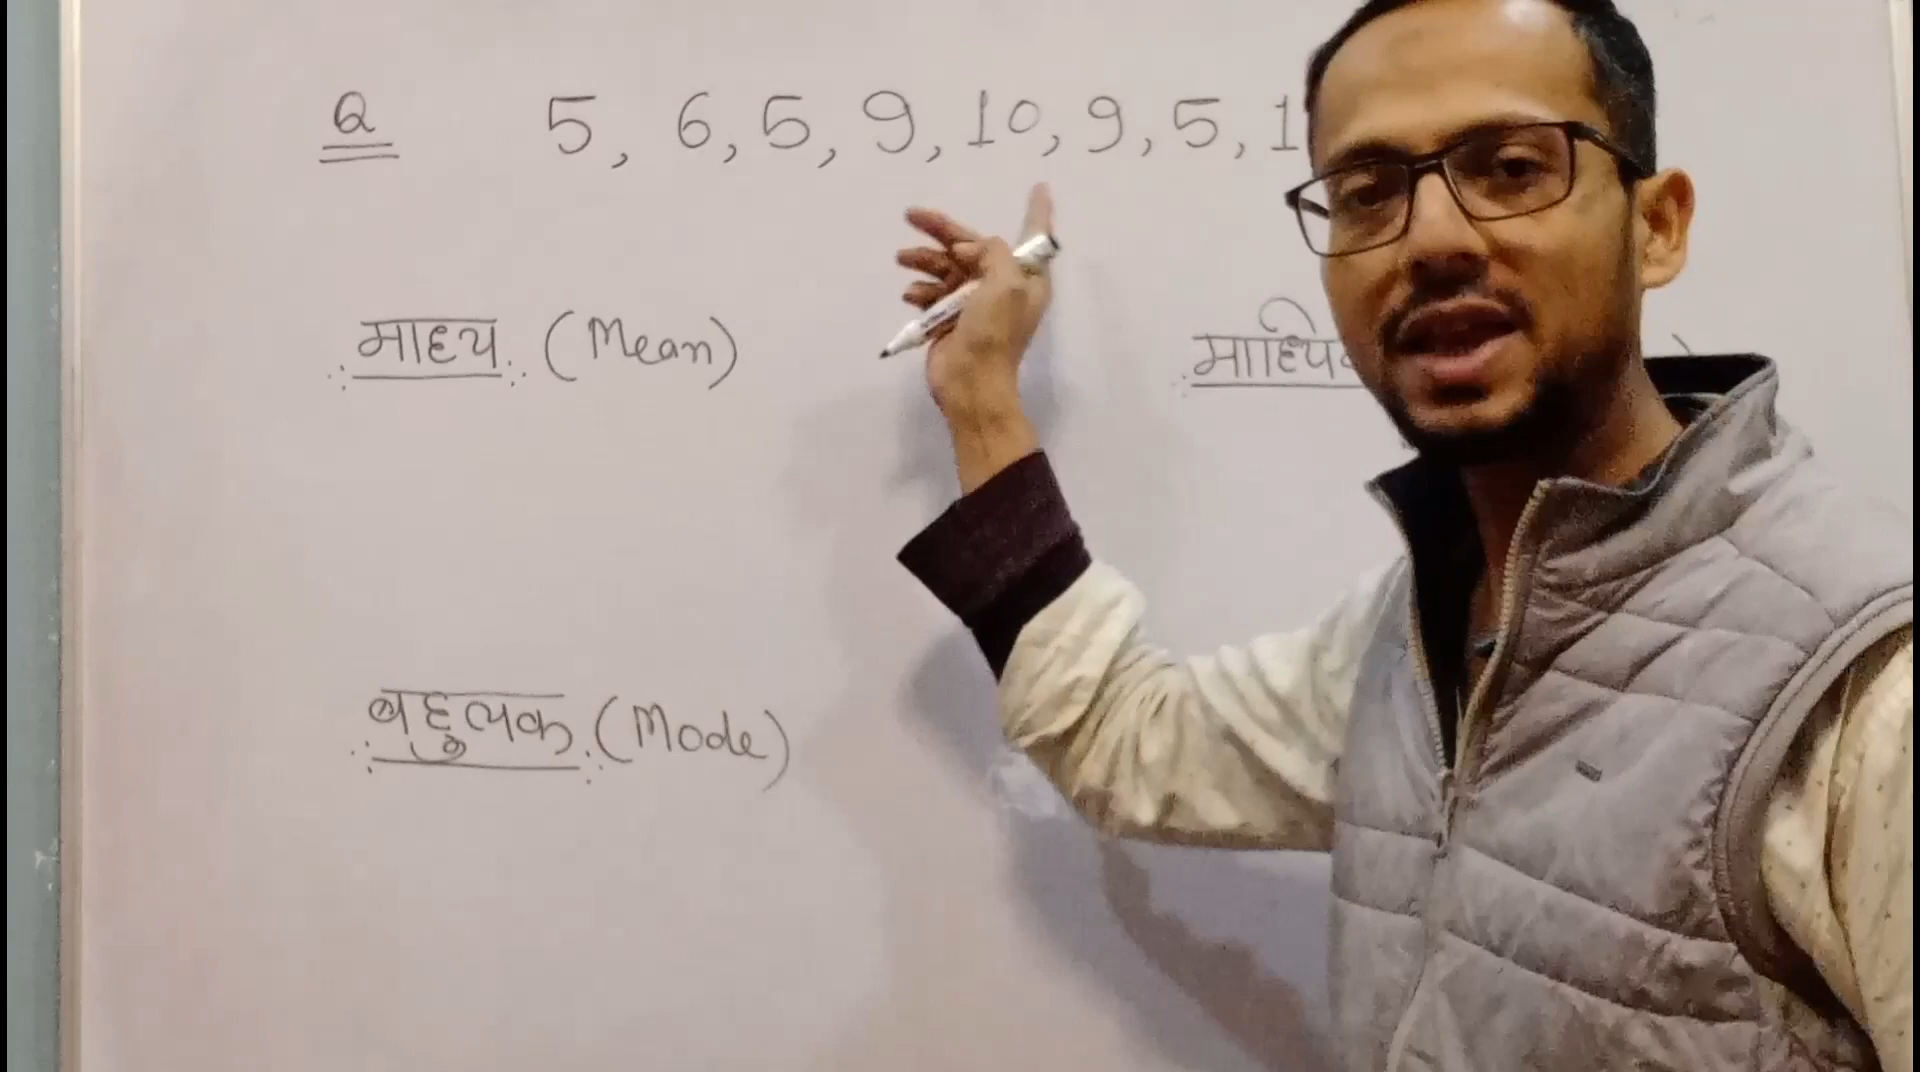 Q 5, 6, 5, 9, 10, 9, 5, 1
माध्य (Mean)
बहुलक (Mode)